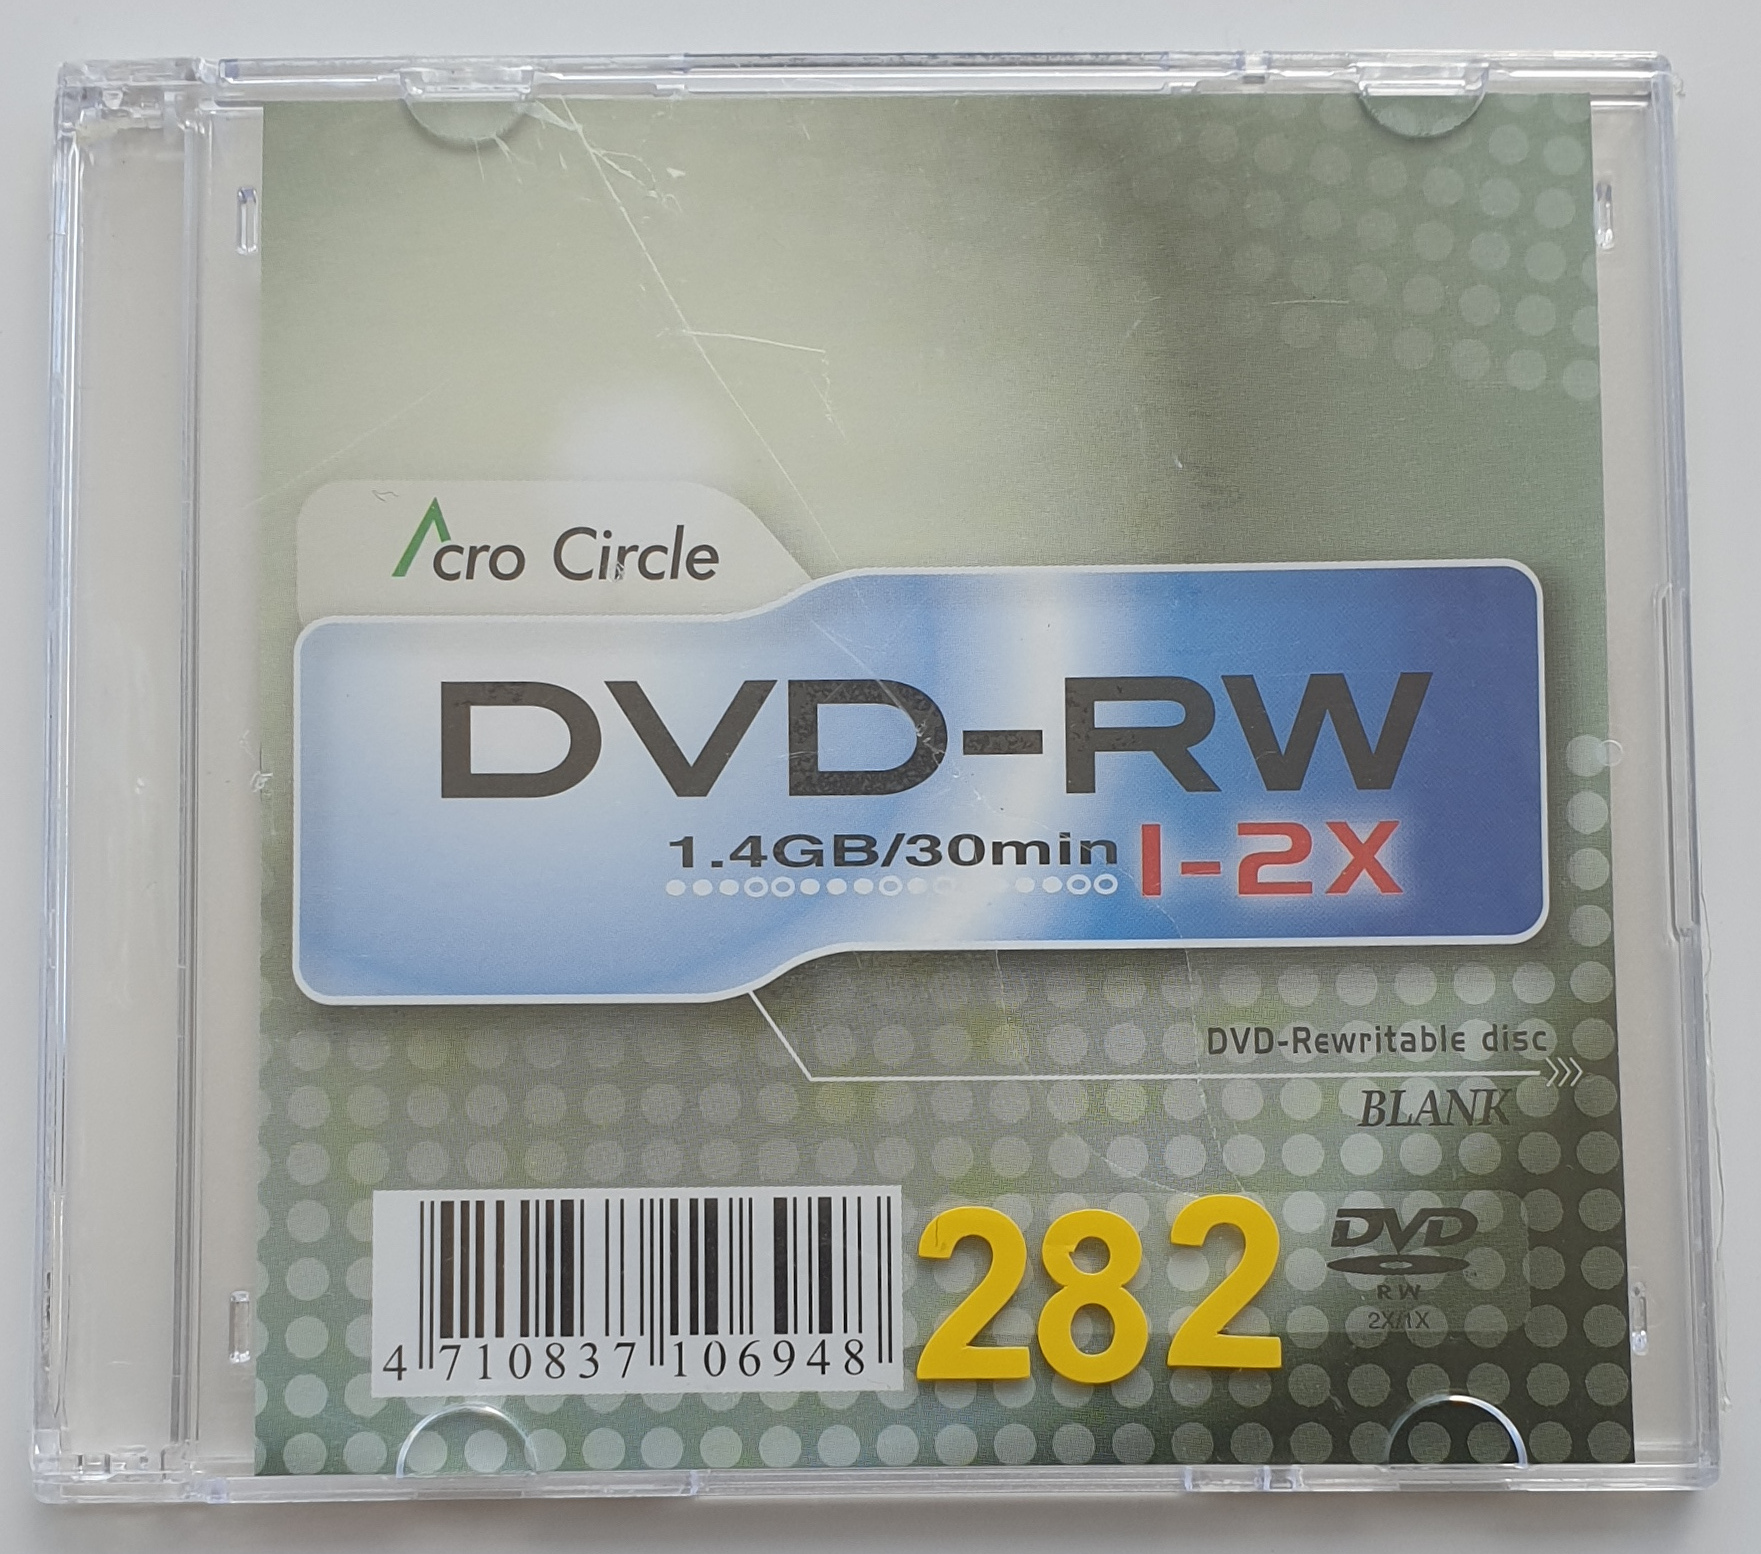 Acro Circle
DVD-RW
1.4GB/30min 1-2X
DVD-Rewritable disc
BLANK
4 710837 106948
282
DVD
RW
2X/1X